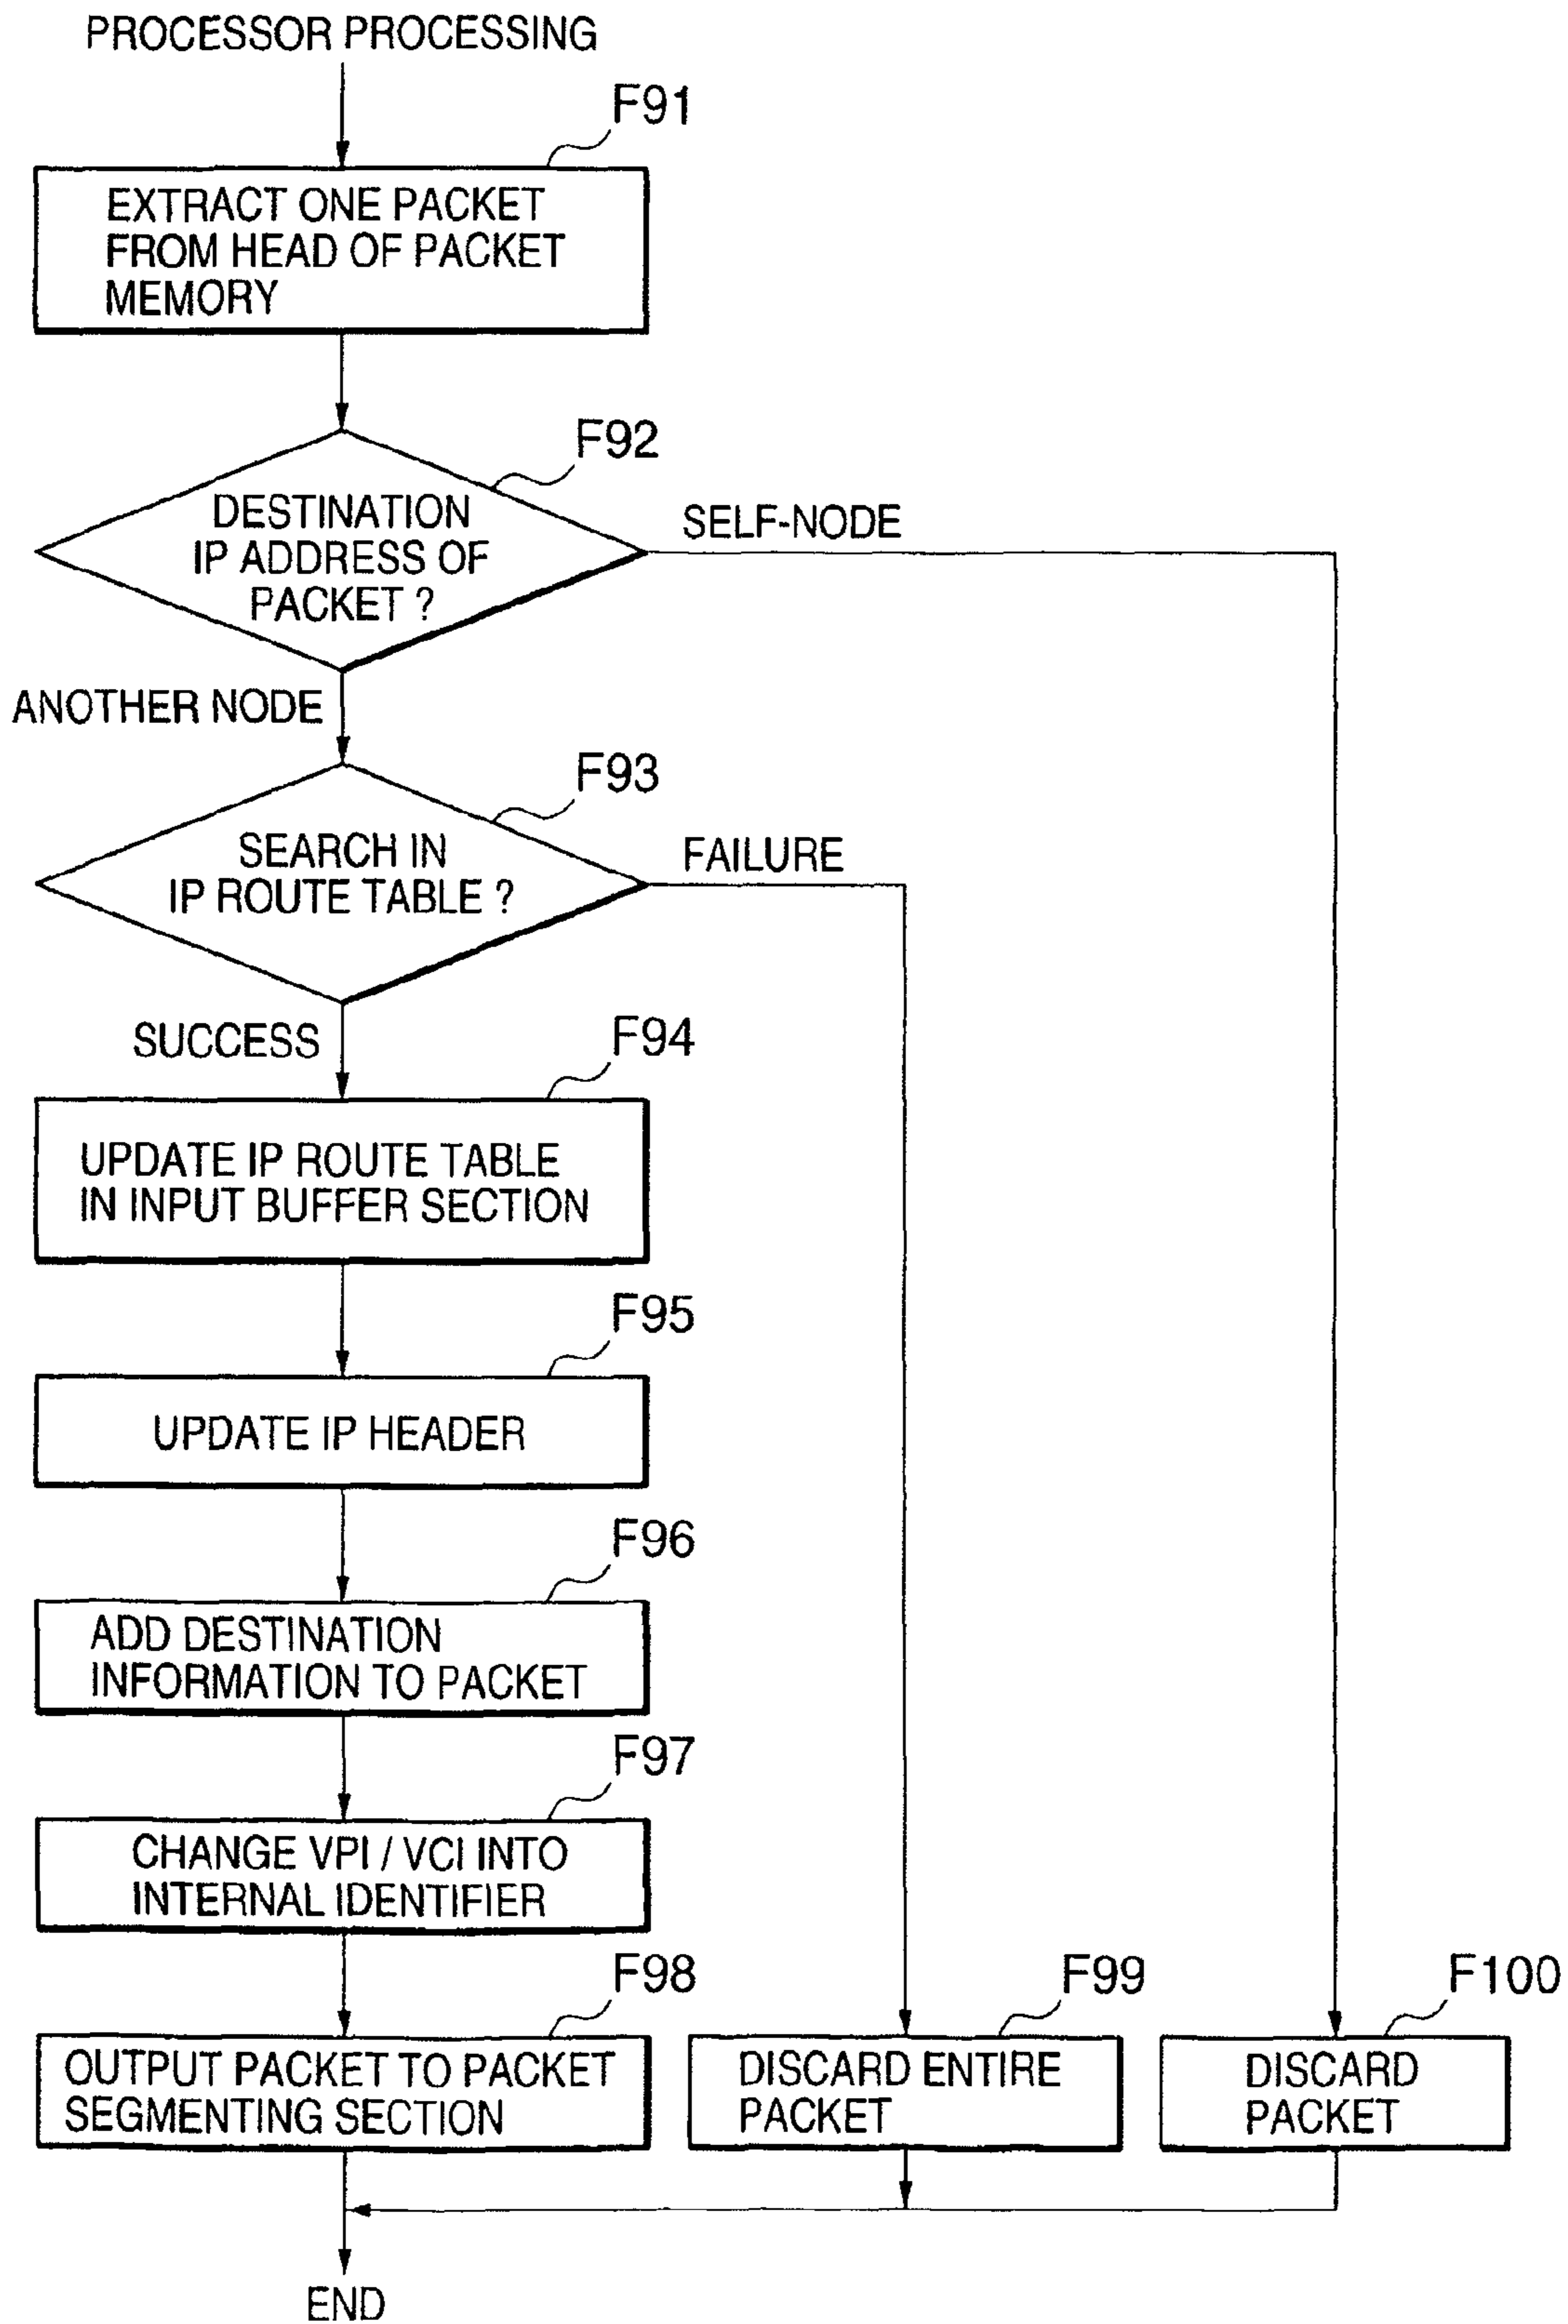 PROCESSOR PROCESSING
F91
EXTRACT ONE PACKET
FROM HEAD OF PACKET
MEMORY
F92
DESTINATION
IP ADDRESS OF
PACKET ?
SELF-NODE
ANOTHER NODE
F93
SEARCH IN
IP ROUTE TABLE ?
FAILURE
SUCCESS
F94
UPDATE IP ROUTE TABLE
IN INPUT BUFFER SECTION
F95
UPDATE IP HEADER
F96
ADD DESTINATION
INFORMATION TO PACKET
F97
CHANGE VPI / VCI INTO
INTERNAL IDENTIFIER
F98
OUTPUT PACKET TO PACKET
SEGMENTING SECTION
F99
DISCARD ENTIRE
PACKET
F100
DISCARD
PACKET
END